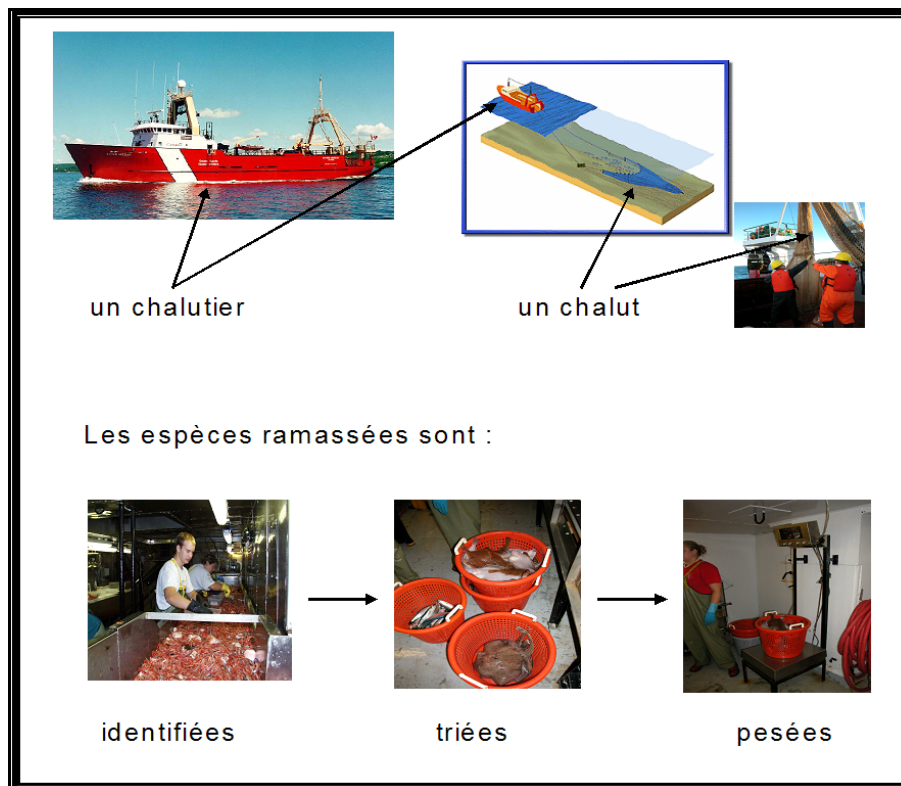 un chalutier
un chalut
Les espèces ramassées sont :
identifiées
triées
pesées